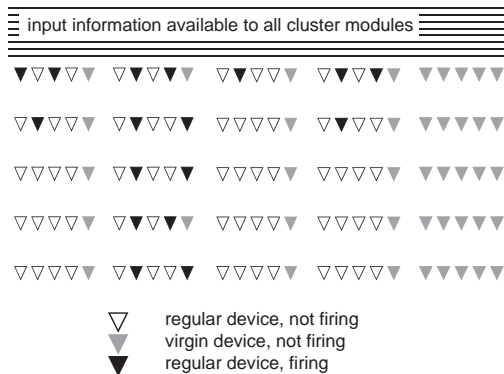 input information available to all cluster modules
regular device, not firing
virgin device, not firing
regular device, firing